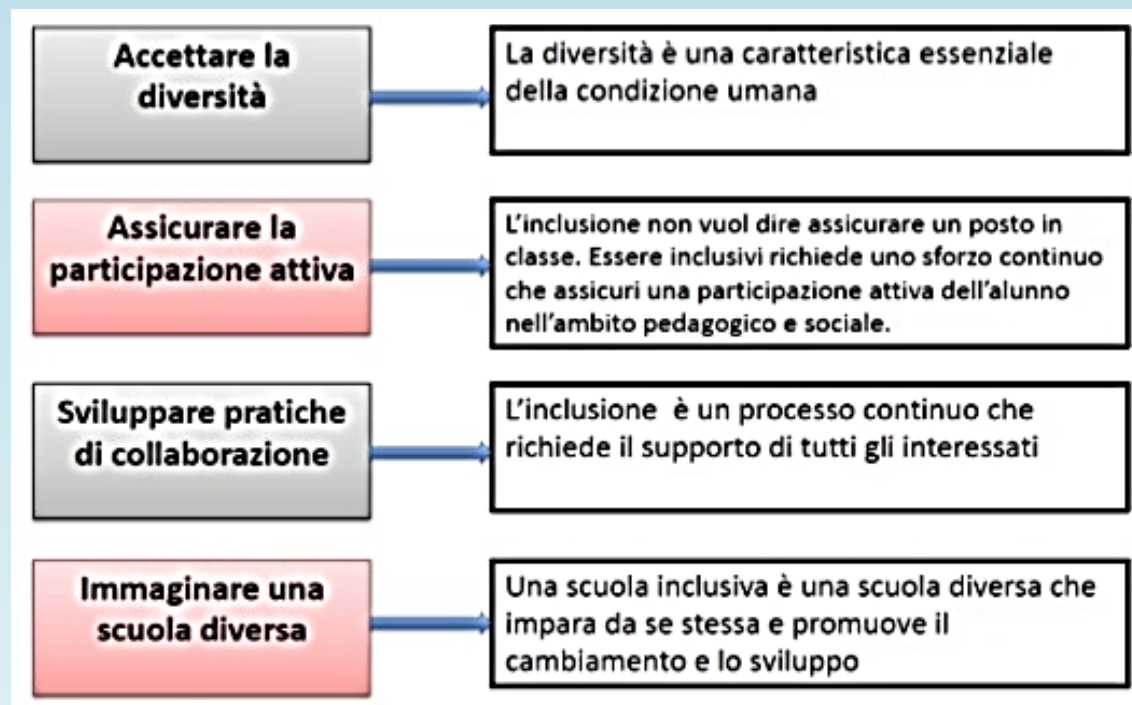 Accettare la
diversità
La diversità è una caratteristica essenziale
della condizione umana
Assicurare la
participazione attiva
L'inclusione non vuol dire assicurare un posto in
classe. Essere inclusivi richiede uno sforzo continuo
che assicuri una participazione attiva dell'alunno
nell'ambito pedagogico e sociale.
Sviluppare pratiche
di collaborazione
L'inclusione è un processo continuo che
richiede il supporto di tutti gli interessati
Immaginare una
scuola diversa
Una scuola inclusiva è una scuola diversa che
impara da se stessa e promuove il
cambiamento e lo sviluppo